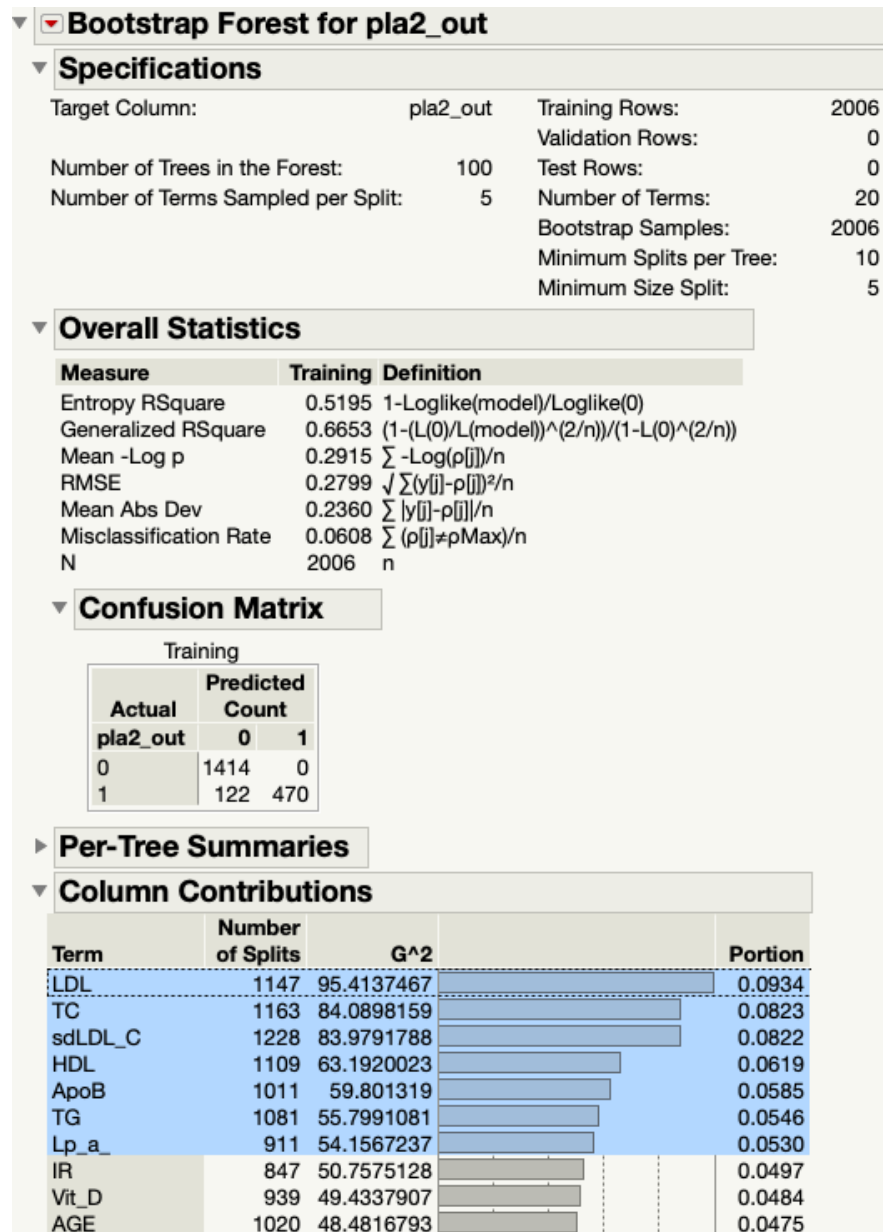 Bootstrap Forest for pla2_out
Specifications
Target Column: pla2_out Training Rows: 2006
Validation Rows: 0
Number of Trees in the Forest: 100 Test Rows: 0
Number of Terms Sampled per Split: 5 Number of Terms: 20
Bootstrap Samples: 2006
Minimum Splits per Tree: 10
Minimum Size Split: 5
Overall Statistics
Measure Training Definition
Entropy RSquare 0.5195 1-Loglike(model)/Loglike(0)
Generalized RSquare 0.6653 (1-(L(0)/L(model))^(2/n))/(1-L(0)^(2/n))
Mean -Log p 0.2915 ∑ -Log(ρ[j])/n
RMSE 0.2799 √ ∑(y[j]-ρ[j])²/n
Mean Abs Dev 0.2360 ∑ |y[j]-ρ[j]|/n
Misclassification Rate 0.0608 ∑ (ρ[j]≠ρMax)/n
N 2006 n
Confusion Matrix
Training
Predicted
Actual Count
pla2_out 0 1
0 1414 0
1 122 470
Per-Tree Summaries
Column Contributions
Number
Term of Splits G^2 Portion
LDL 1147 95.4137467 0.0934
TC 1163 84.0898159 0.0823
sdLDL_C 1228 83.9791788 0.0822
HDL 1109 63.1920023 0.0619
ApoB 1011 59.801319 0.0585
TG 1081 55.7991081 0.0546
Lp_a_ 911 54.1567237 0.0530
IR 847 50.7575128 0.0497
Vit_D 939 49.4337907 0.0484
AGE 1020 48.4816793 0.0475